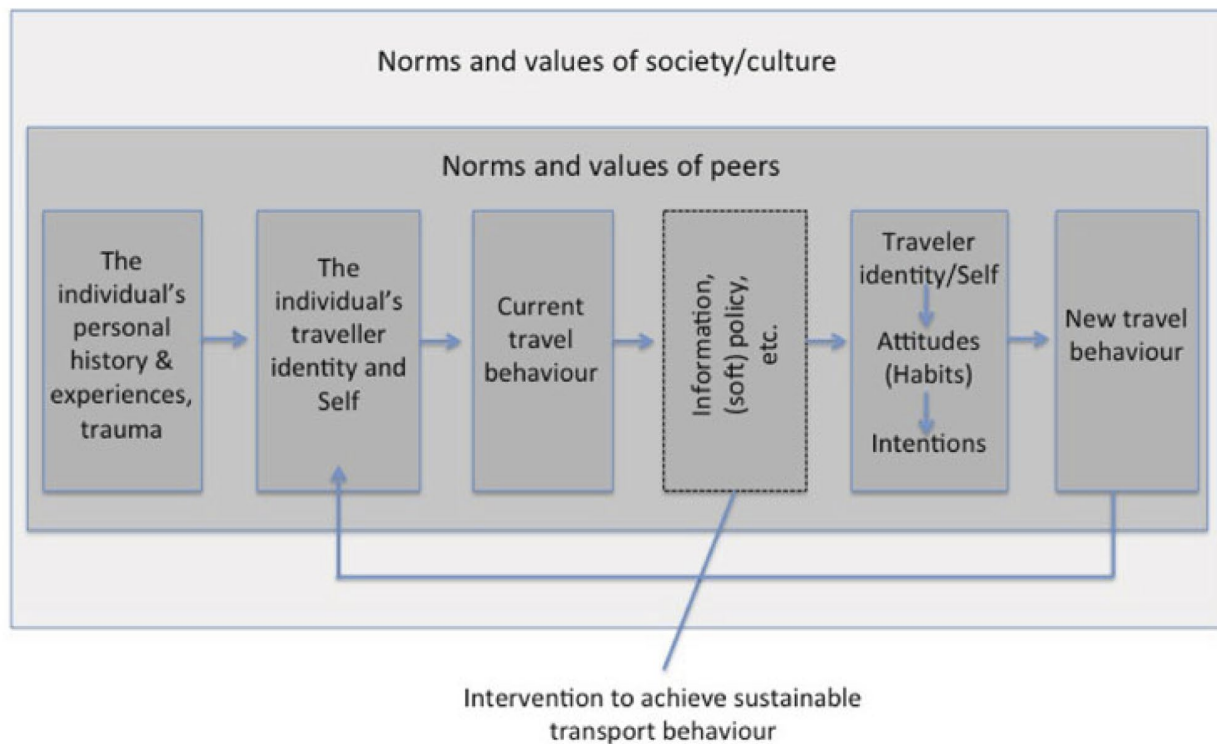 Norms and values of society/culture
Norms and values of peers
The
individual's
personal
history &
experiences,
trauma
The
individual's
traveller
identity and
Self
Current
travel
behaviour
Information,
(soft) policy,
etc.
Traveler
identity/Self
Attitudes
(Habits)
Intentions
New travel
behaviour
Intervention to achieve sustainable
transport behaviour